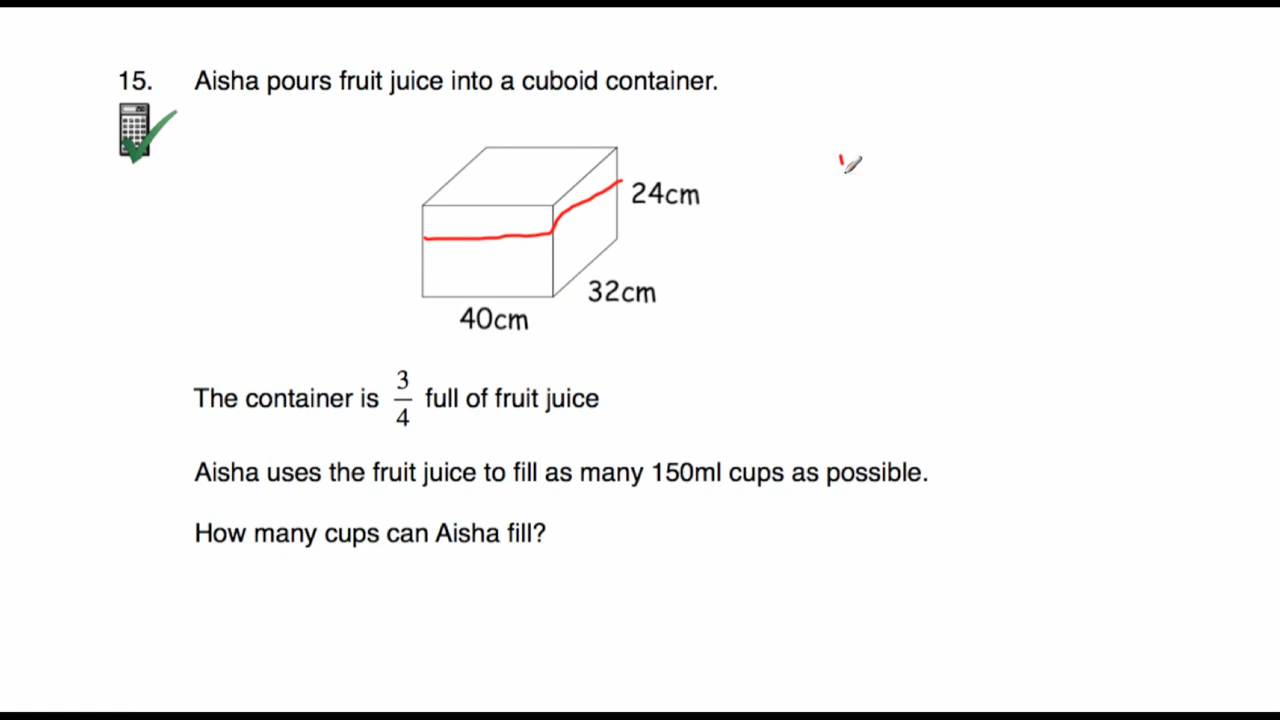 15. Aisha pours fruit juice into a cuboid container.
24cm
32cm
40cm
The container is 3/4 full of fruit juice
Aisha uses the fruit juice to fill as many 150ml cups as possible.
How many cups can Aisha fill?